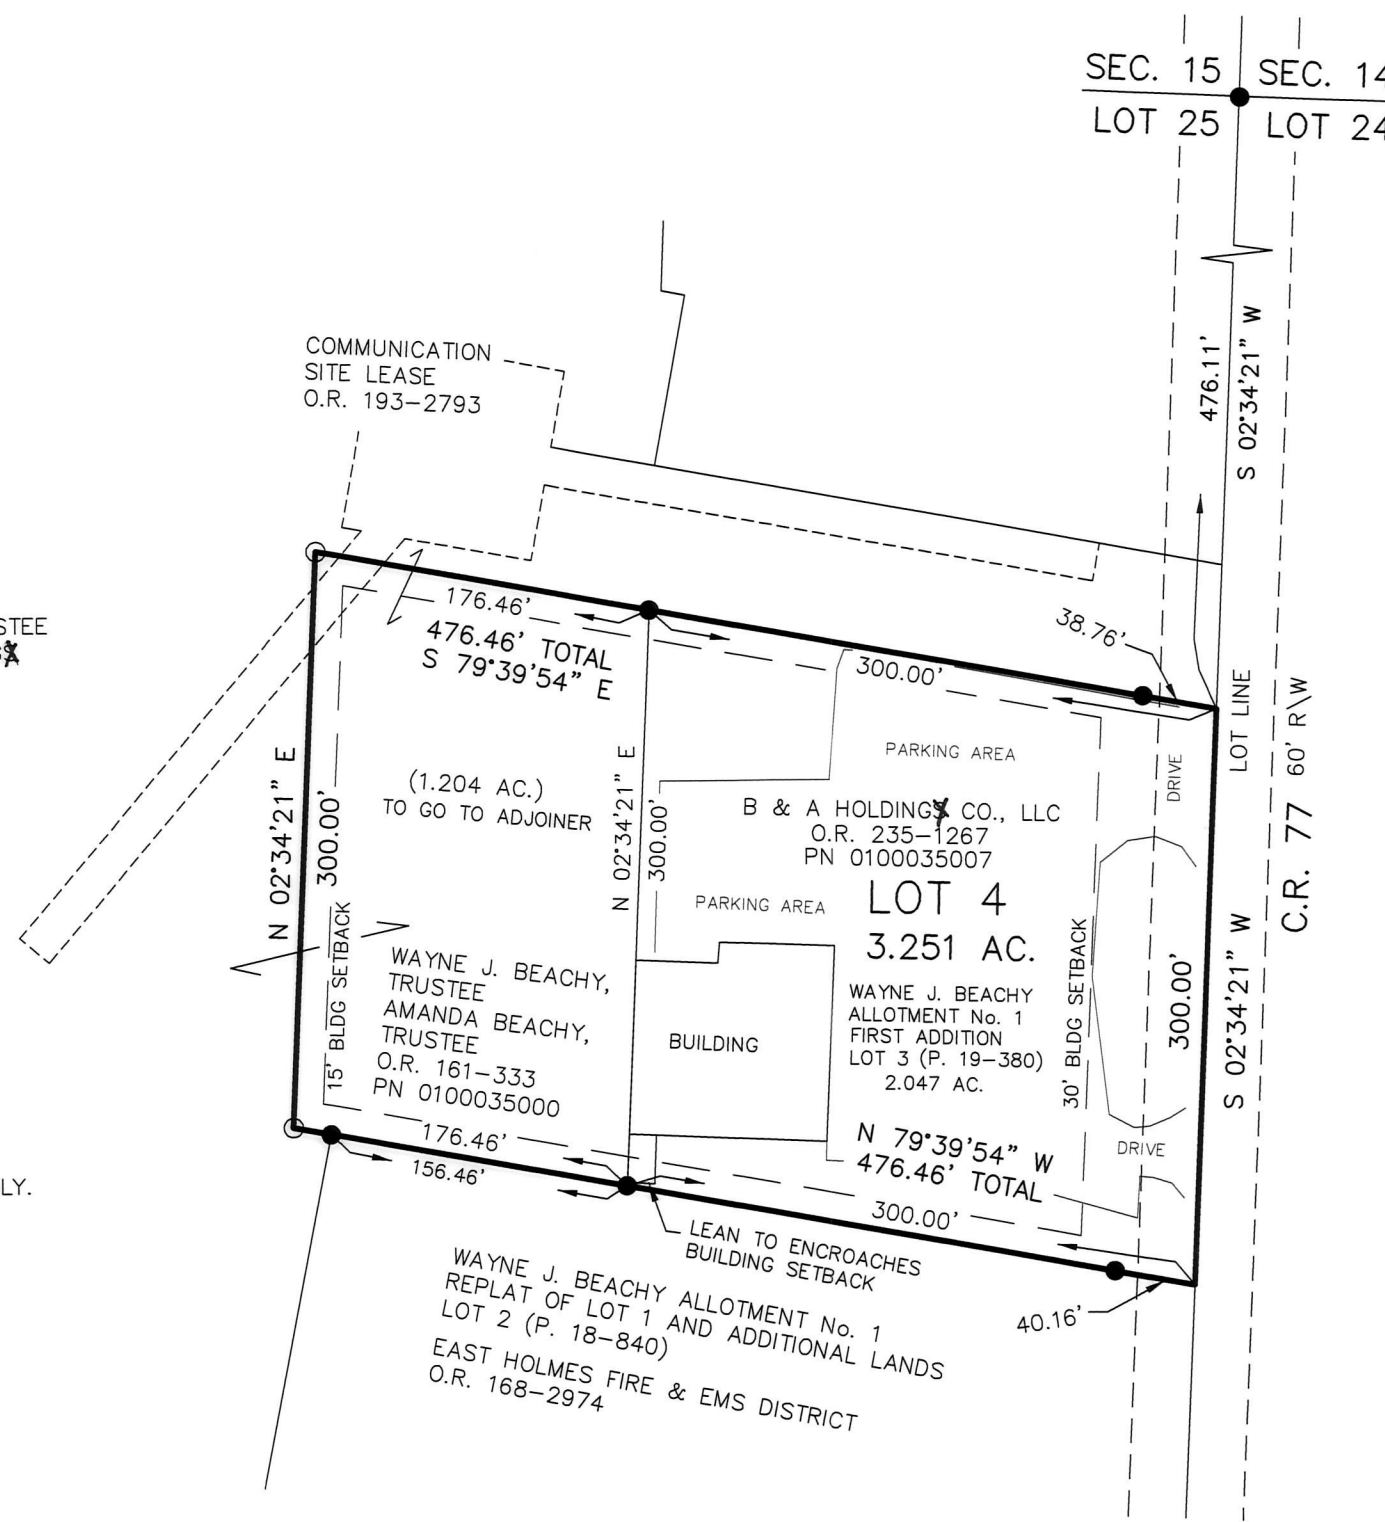 SEC. 15
SEC. 14
LOT 25
LOT 24
COMMUNICATION
SITE LEASE
O.R. 193–2793
476.11'
S 02°34'21" W
STEE
LY.
176.46'
476.46' TOTAL
S 79°39'54" E
300.00'
38.76'
LOT LINE
C.R. 77 60' R\W
N 02°34'21" E
300.00'
15' BLDG SETBACK
(1.204 AC.)
TO GO TO ADJOINER
N 02°34'21" E
300.00'
PARKING AREA
DRIVE
B & A HOLDING CO., LLC
O.R. 235–1267
PN 0100035007
PARKING AREA
LOT 4
3.251 AC.
WAYNE J. BEACHY,
TRUSTEE
AMANDA BEACHY,
TRUSTEE
O.R. 161–333
PN 0100035000
BUILDING
WAYNE J. BEACHY
ALLOTMENT No. 1
FIRST ADDITION
LOT 3 (P. 19–380)
2.047 AC.
30' BLDG SETBACK
300.00'
S 02°34'21" W
DRIVE
176.46'
156.46'
N 79°39'54" W
476.46' TOTAL
300.00'
LEAN TO ENCROACHES
BUILDING SETBACK
40.16'
WAYNE J. BEACHY ALLOTMENT No. 1
REPLAT OF LOT 1 AND ADDITIONAL LANDS
LOT 2 (P. 18–840)
EAST HOLMES FIRE & EMS DISTRICT
O.R. 168–2974